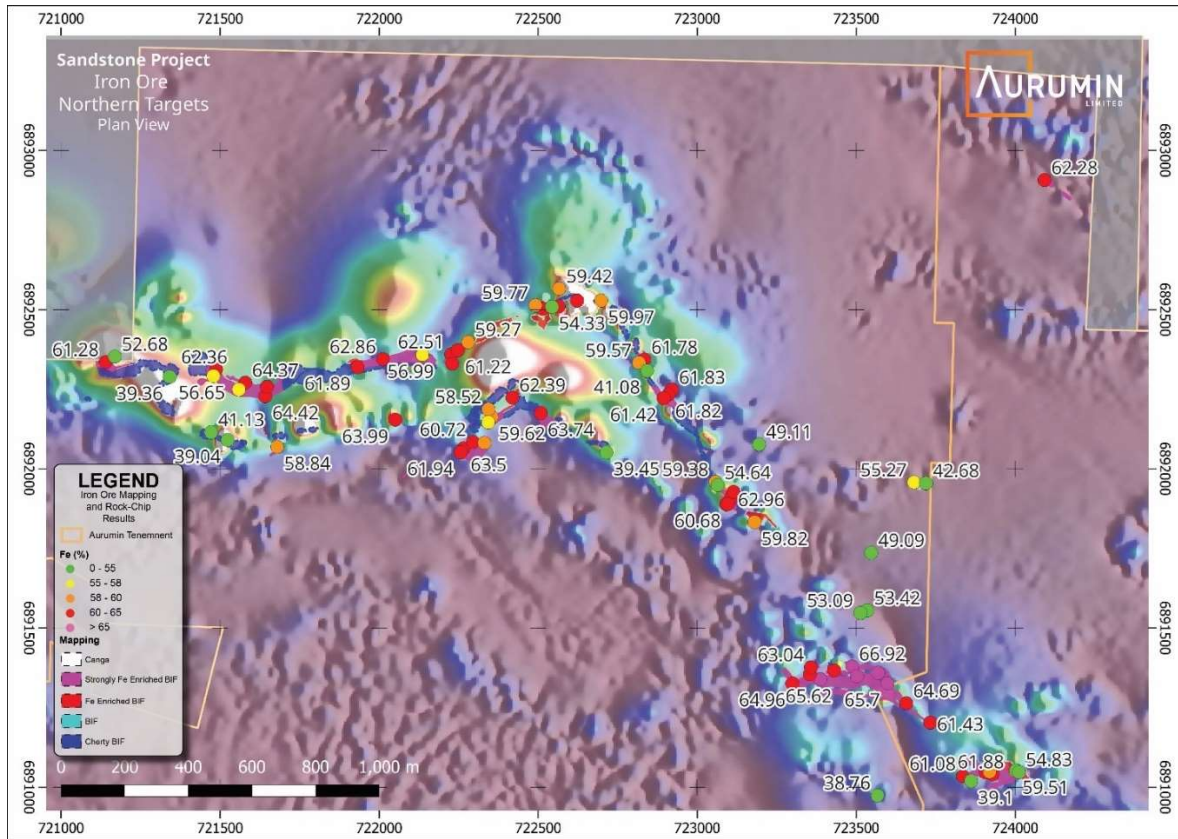 721000 721500 722000 722500 723000 723500 724000
Sandstone Project
Iron Ore
Northern Targets
Plan View
AURUMIN
LIMITED
6893000
6893000
62.28
59.42
59.77
6892500
54.33
59.97
6892500
59.27
62.51
62.86
59.57
61.78
52.68
61.28
62.36
64.37
61.89
56.99
61.22
62.39
41.08
61.83
39.36
56.65
58.52
61.42
61.82
41.13
64.42
63.99
60.72
59.62
63.74
49.11
39.04
58.84
61.94
63.5
39.45
59.38
54.64
55.27
42.68
6892000
6892000
62.96
60.68
59.82
49.09
53.09
53.42
6891500
6891500
63.04
66.92
64.96
65.62
65.7
64.69
61.43
61.08
61.88
54.83
38.76
39.1
59.51
6891000
6891000
LEGEND
Iron Ore Mapping
and Rock-Chip
Results
Aurumin Tenemnent
Fe (%)
0 - 55
55 - 58
58 - 60
60 - 65
> 65
Mapping
Canga
Strongly Fe Enriched BIF
Fe Enriched BIF
BIF
Cherty BIF
0 200 400 600 800 1,000 m
721000 721500 722000 722500 723000 723500 724000